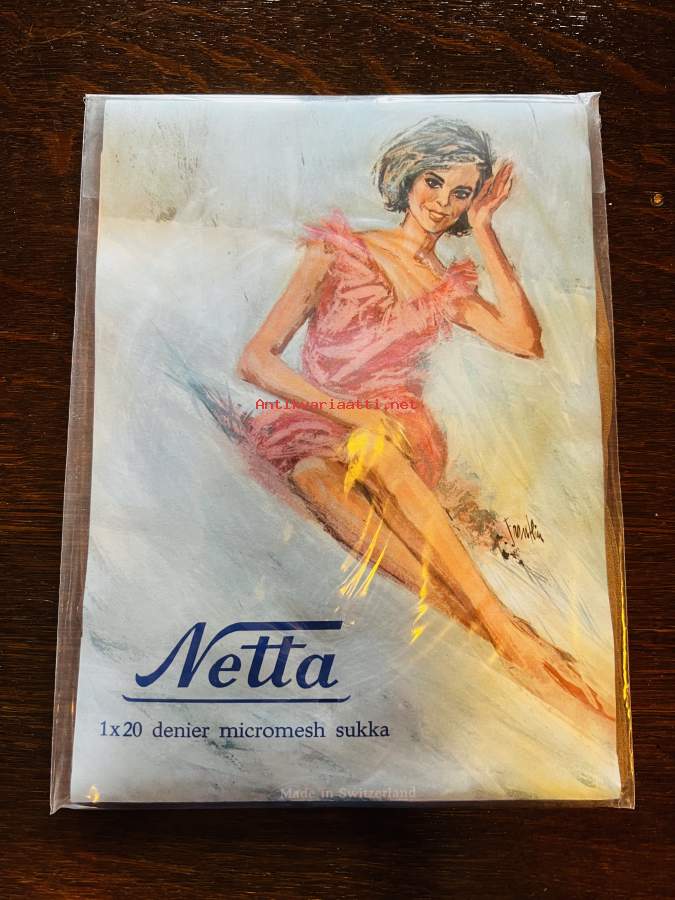 Antikvariaatti.net
Netta
1x20 denier micromesh sukka
Made in Switzerland